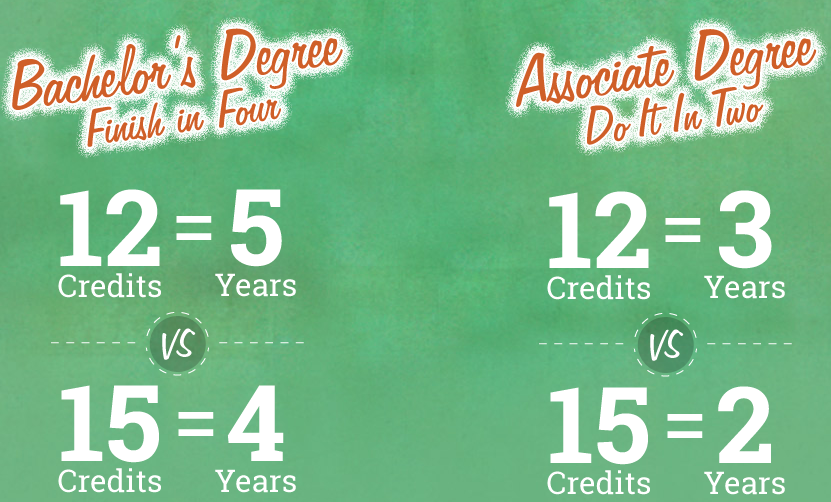 Bachelor's Degree
Finish in Four
12 = 5
Credits Years
VS
15 = 4
Credits Years
Associate Degree
Do It In Two
12 = 3
Credits Years
VS
15 = 2
Credits Years